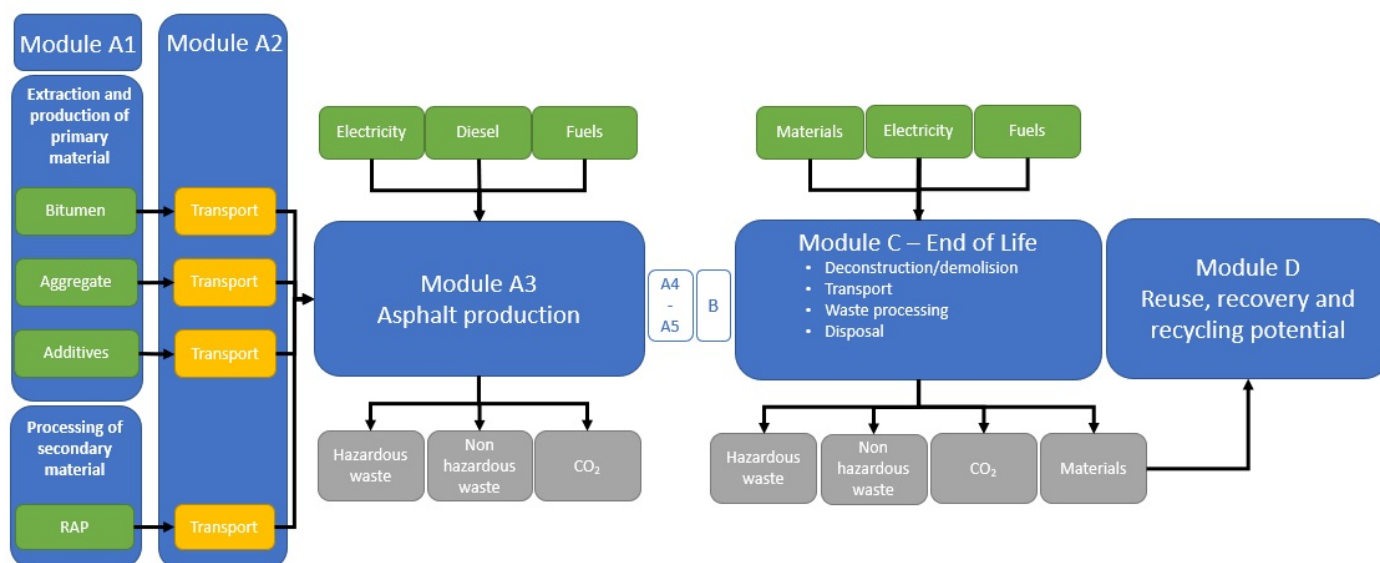 Module A1
Extraction and
production of
primary
material
Bitumen
Aggregate
Additives
Processing of
secondary
material
RAP
Module A2
Transport
Transport
Transport
Transport
Electricity
Diesel
Fuels
Module A3
Asphalt production
Hazardous
waste
Non
hazardous
waste
CO₂
A4
-
A5
B
Materials
Electricity
Fuels
Module C – End of Life
• Deconstruction/demolision
• Transport
• Waste processing
• Disposal
Hazardous
waste
Non
hazardous
waste
CO₂
Materials
Module D
Reuse, recovery and
recycling potential